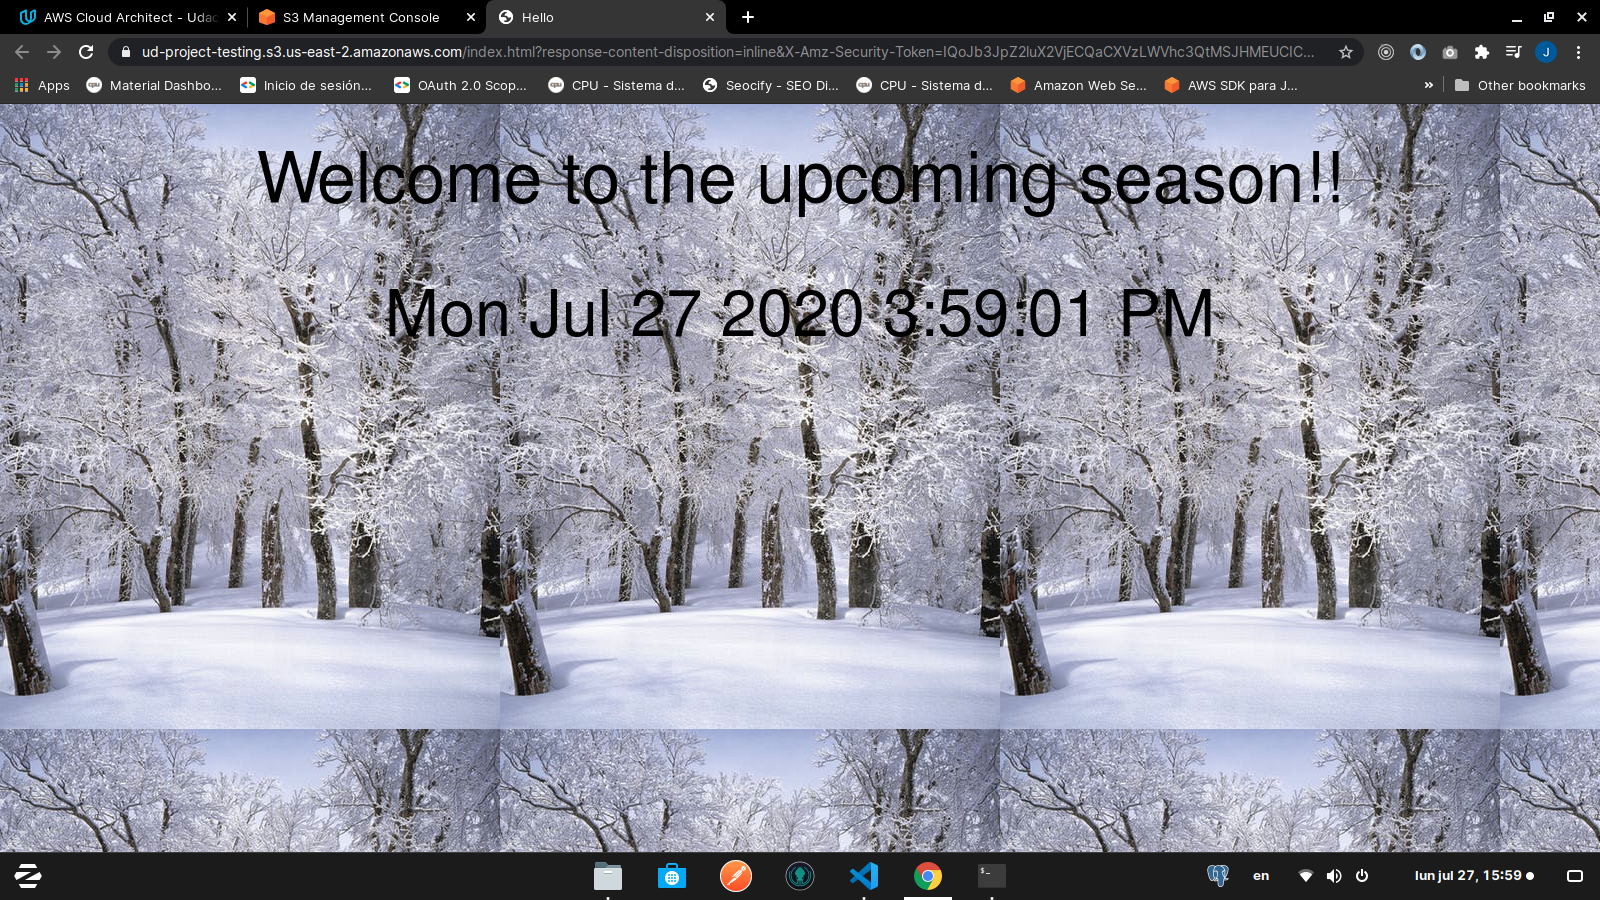 AWS Cloud Architect - Udac
S3 Management Console
Hello
ud-project-testing.s3.us-east-2.amazonaws.com/index.html?response-content-disposition=inline&X-Amz-Security-Token=IQoJb3JpZ2luX2VjECQaCXVzLWVhc3QtMSJHMEUCIC...
J
Apps
cpu Material Dashbo...
Inicio de sesión...
OAuth 2.0 Scop...
cpu CPU - Sistema d...
Seocify - SEO Di...
cpu CPU - Sistema d...
Amazon Web Se...
AWS SDK para J...
»
Other bookmarks
Welcome to the upcoming season!!
Mon Jul 27 2020 3:59:01 PM
$_
en
lun jul 27, 15:59